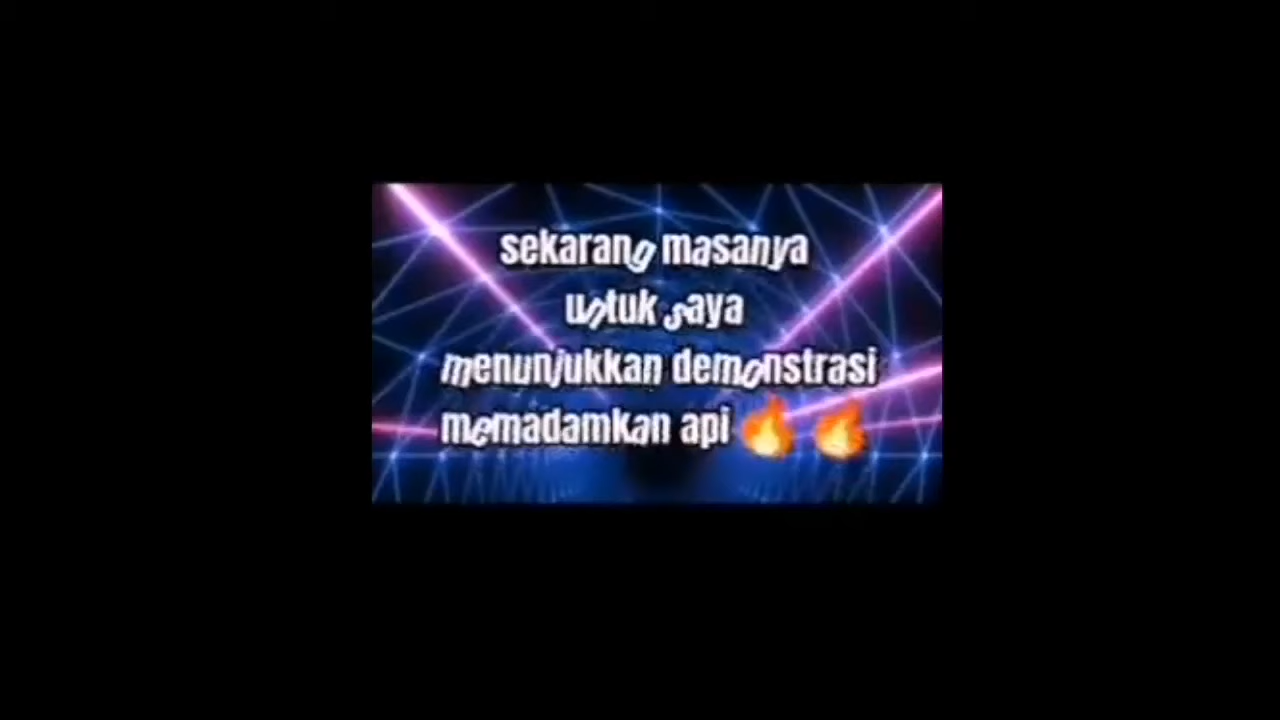 sekarang masanya
untuk saya
menunjukkan demonstrasi
memadamkan api 🔥 🔥